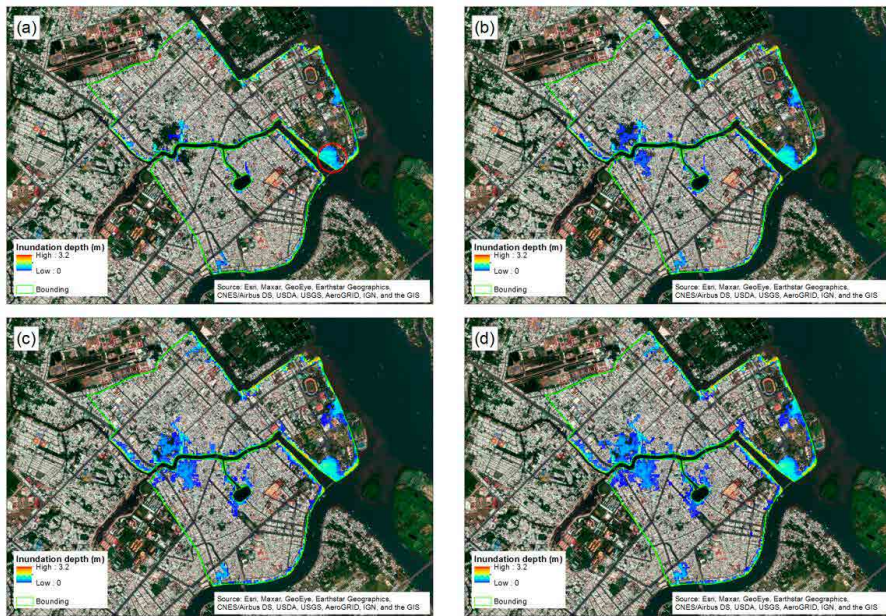 (a)
Inundation depth (m)
High : 3.2
Low : 0
Bounding
Source: Esri, Maxar, GeoEye, Earthstar Geographics,
CNES/Airbus DS, USDA, USGS, AeroGRID, IGN, and the GIS
(b)
Inundation depth (m)
High : 3.2
Low : 0
Bounding
Source: Esri, Maxar, GeoEye, Earthstar Geographics,
CNES/Airbus DS, USDA, USGS, AeroGRID, IGN, and the GIS
(c)
Inundation depth (m)
High : 3.2
Low : 0
Bounding
Source: Esri, Maxar, GeoEye, Earthstar Geographics,
CNES/Airbus DS, USDA, USGS, AeroGRID, IGN, and the GIS
(d)
Inundation depth (m)
High : 3.2
Low : 0
Bounding
Source: Esri, Maxar, GeoEye, Earthstar Geographics,
CNES/Airbus DS, USDA, USGS, AeroGRID, IGN, and the GIS